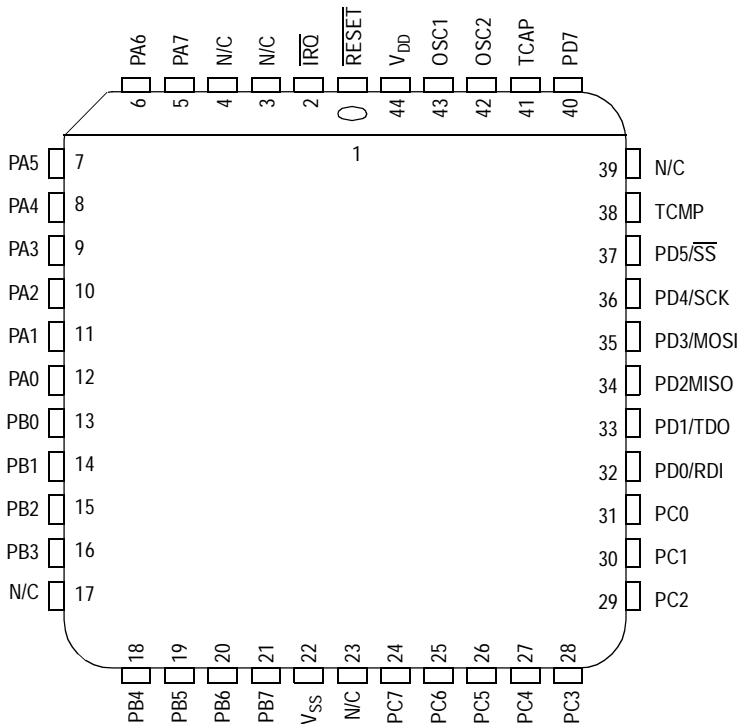 PA6 PA7 N/C N/C IRQ RESET VDD OSC1 OSC2 TCAP PD7
6 5 4 3 2 44 43 42 41 40
1
PA5 7
39 N/C
PA4 8
38 TCMP
PA3 9
37 PD5/SS
PA2 10
36 PD4/SCK
PA1 11
35 PD3/MOSI
PA0 12
34 PD2MISO
PB0 13
33 PD1/TDO
PB1 14
32 PD0/RDI
PB2 15
31 PC0
PB3 16
30 PC1
N/C 17
29 PC2
18 19 20 21 22 23 24 25 26 27 28
PB4 PB5 PB6 PB7 VSS N/C PC7 PC6 PC5 PC4 PC3